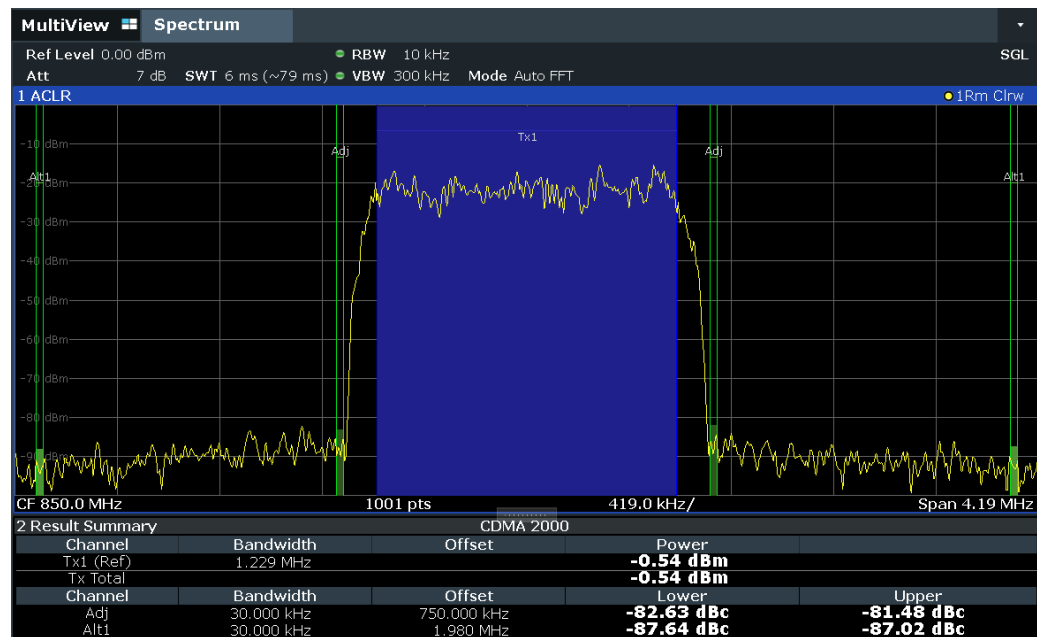 MultiView Spectrum
Ref Level 0.00 dBm RBW 10 kHz SGL
Att 7 dB SWT 6 ms (~79 ms) VBW 300 kHz Mode Auto FFT
1 ACLR 1Rm Clrw
Tx1
-10 dBm
Adj Adj
Alt1 Alt1
-20 dBm
-30 dBm
-40 dBm
-50 dBm
-60 dBm
-70 dBm
-80 dBm
-90 dBm
CF 850.0 MHz 1001 pts 419.0 kHz/ Span 4.19 MHz
2 Result Summary CDMA 2000
Channel Bandwidth Offset Power
Tx1 (Ref) 1.229 MHz -0.54 dBm
Tx Total -0.54 dBm
Channel Bandwidth Offset Lower Upper
Adj 30.000 kHz 750.000 kHz -82.63 dBc -81.48 dBc
Alt1 30.000 kHz 1.980 MHz -87.64 dBc -87.02 dBc